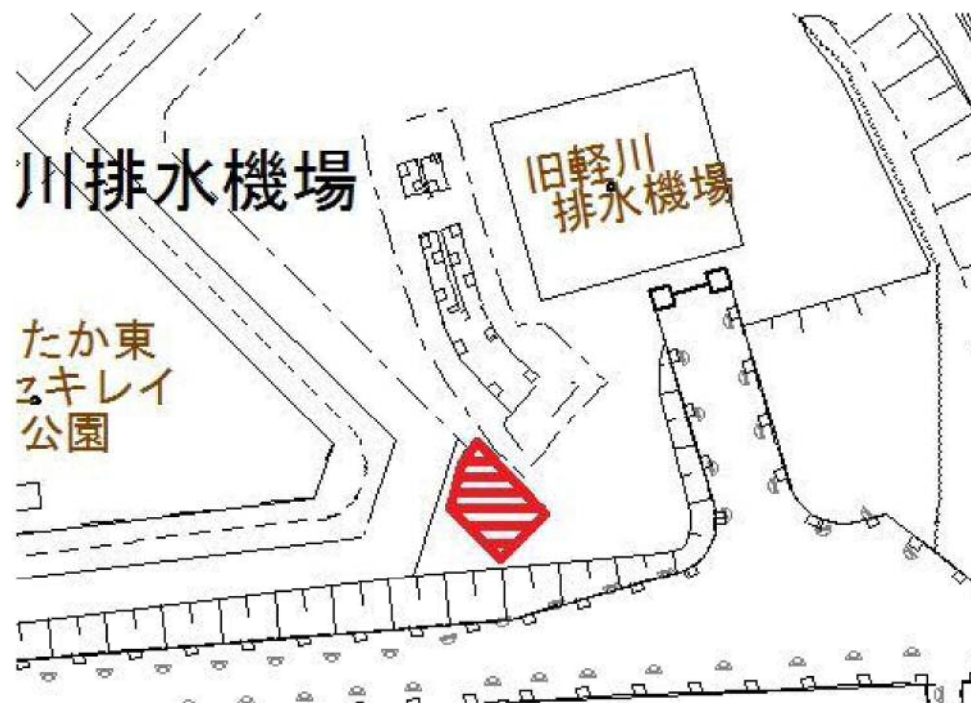 川排水機場
旧軽川
排水機場
たか東
セキレイ
公園